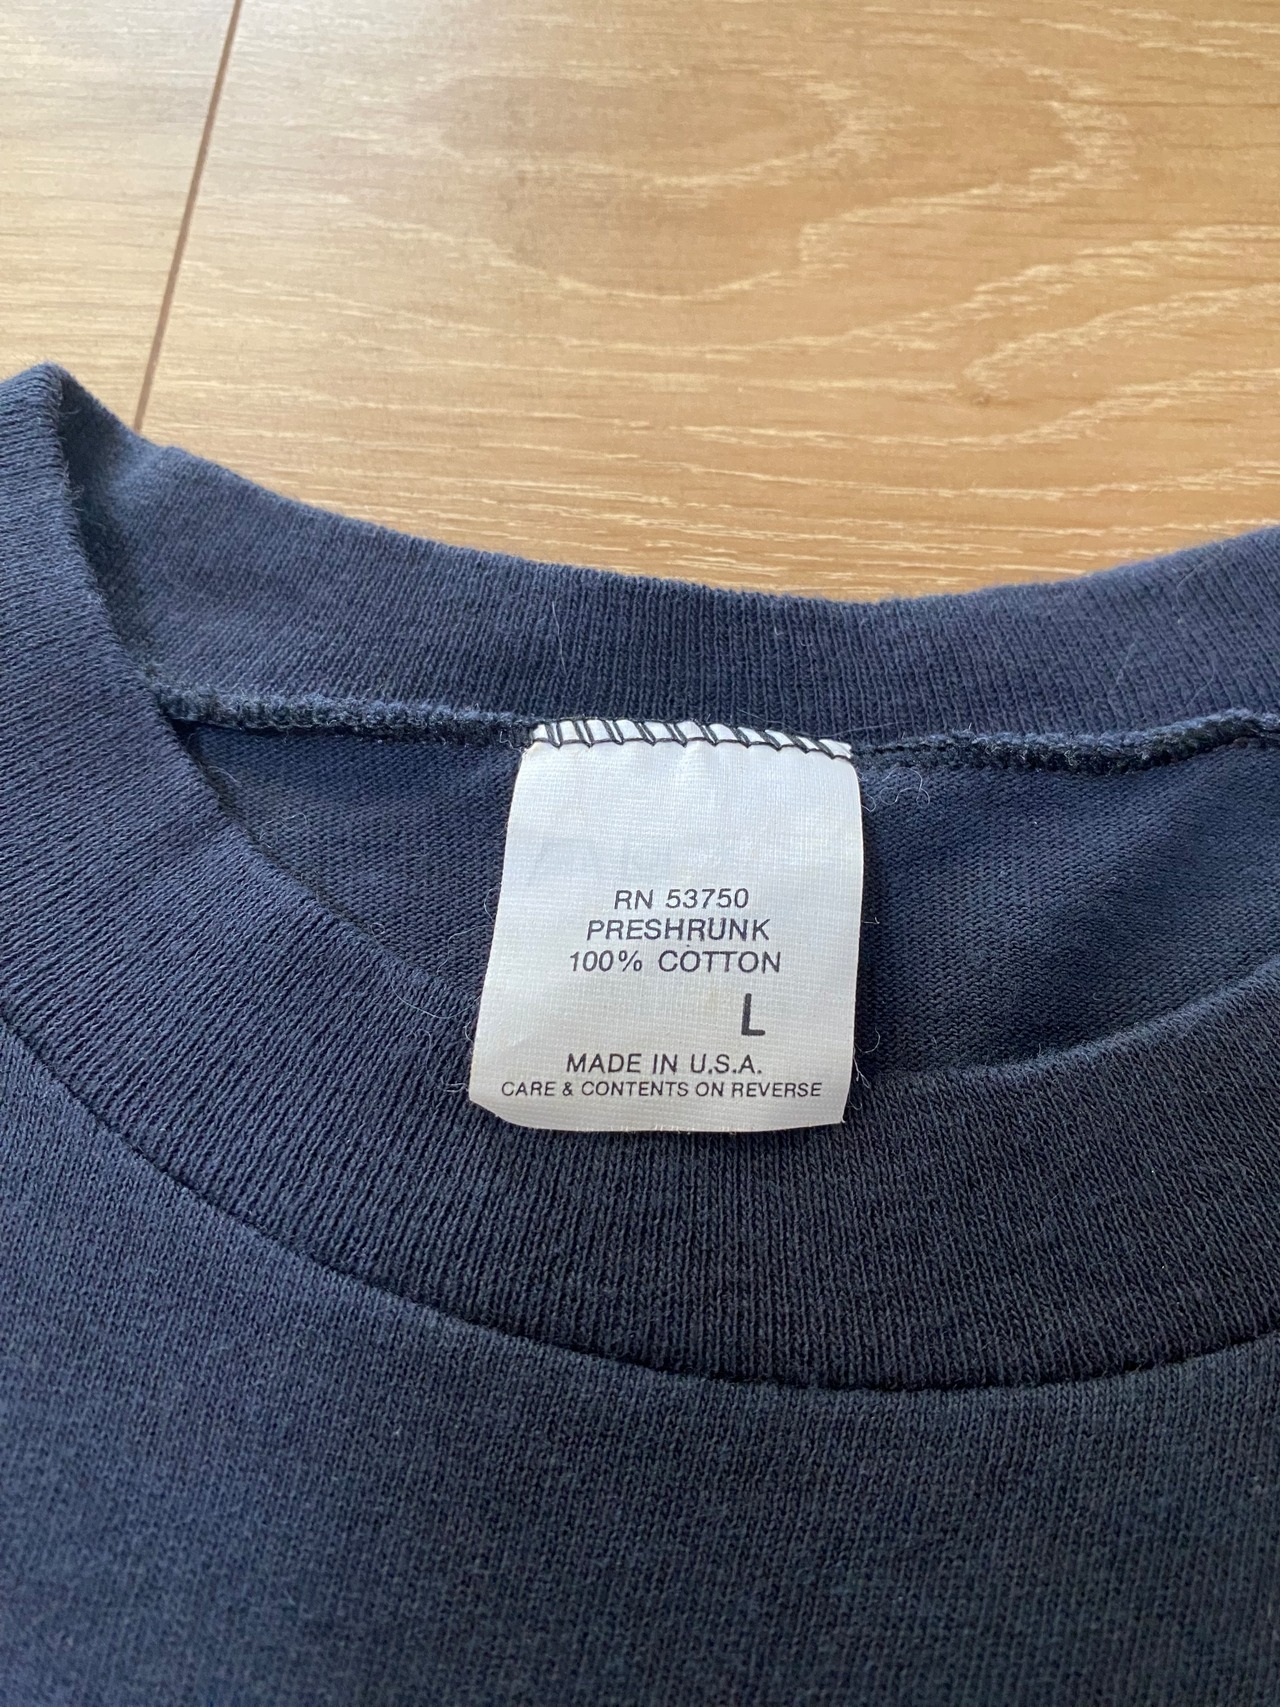 RN 53750
PRESHRUNK
100% COTTON
L
MADE IN U.S.A.
CARE & CONTENTS ON REVERSE